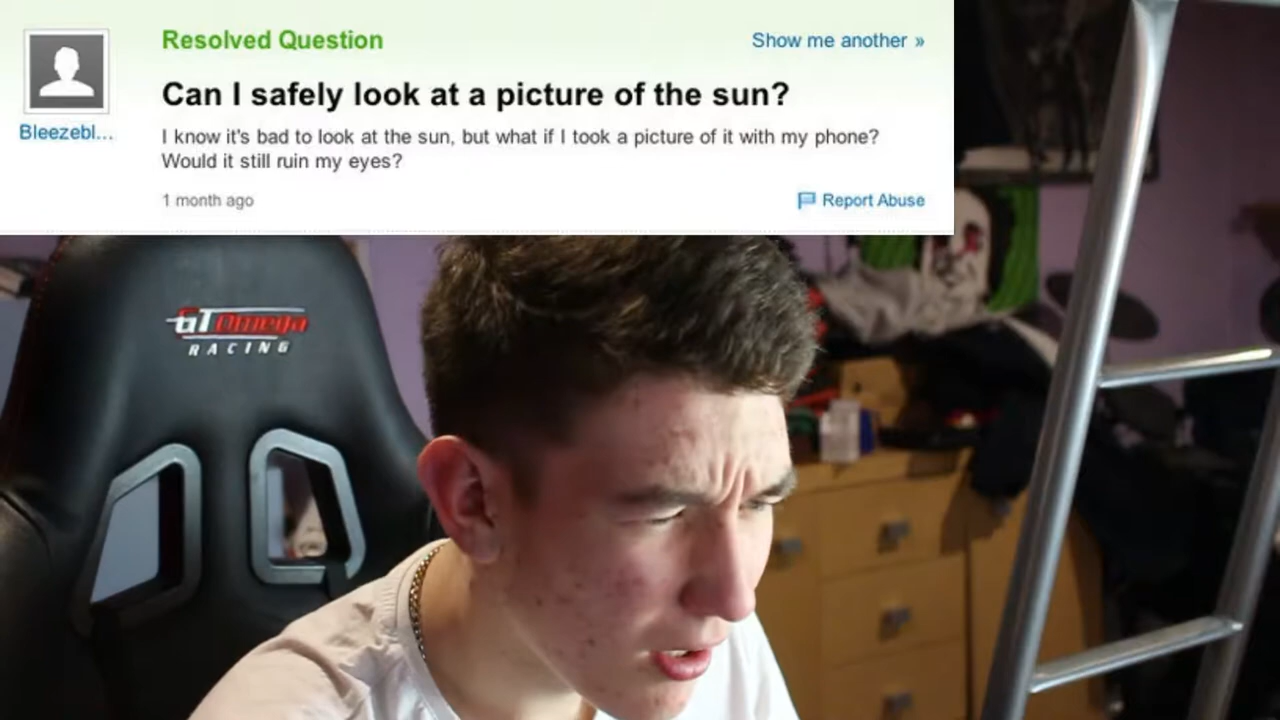 Resolved Question
Show me another »
Can I safely look at a picture of the sun?
Bleezebl...
I know it's bad to look at the sun, but what if I took a picture of it with my phone?
Would it still ruin my eyes?
1 month ago
Report Abuse
GT Omega
RACING